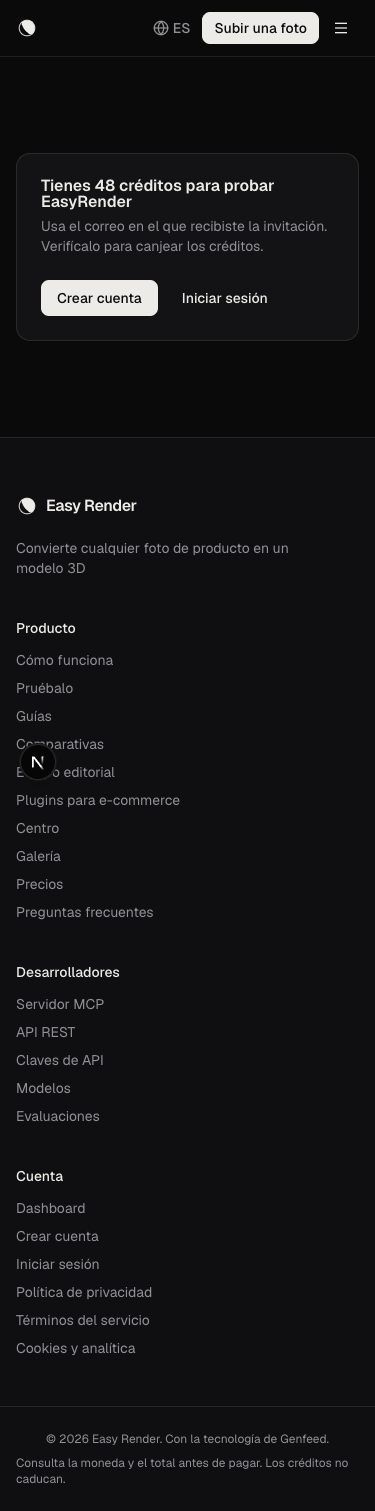 ES
Subir una foto
Tienes 48 créditos para probar
EasyRender
Usa el correo en el que recibiste la invitación.
Verifícalo para canjear los créditos.
Crear cuenta
Iniciar sesión
Easy Render
Convierte cualquier foto de producto en un
modelo 3D
Producto
Cómo funciona
Pruébalo
Guías
Comparativas
editorial
Plugins para e-commerce
Centro
Galería
Precios
Preguntas frecuentes
Desarrolladores
Servidor MCP
API REST
Claves de API
Modelos
Evaluaciones
Cuenta
Dashboard
Crear cuenta
Iniciar sesión
Política de privacidad
Términos del servicio
Cookies y analítica
© 2026 Easy Render. Con la tecnología de Genfeed.
Consulta la moneda y el total antes de pagar. Los créditos no
caducan.